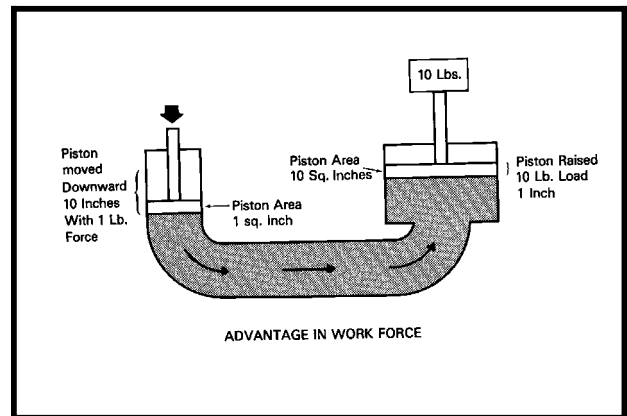 10 Lbs.
Piston
moved
Downward
10 Inches
With 1 Lb.
Force
Piston Area
1 sq. Inch
Piston Area
10 Sq. Inches
Piston Raised
10 Lb. Load
1 Inch
ADVANTAGE IN WORK FORCE